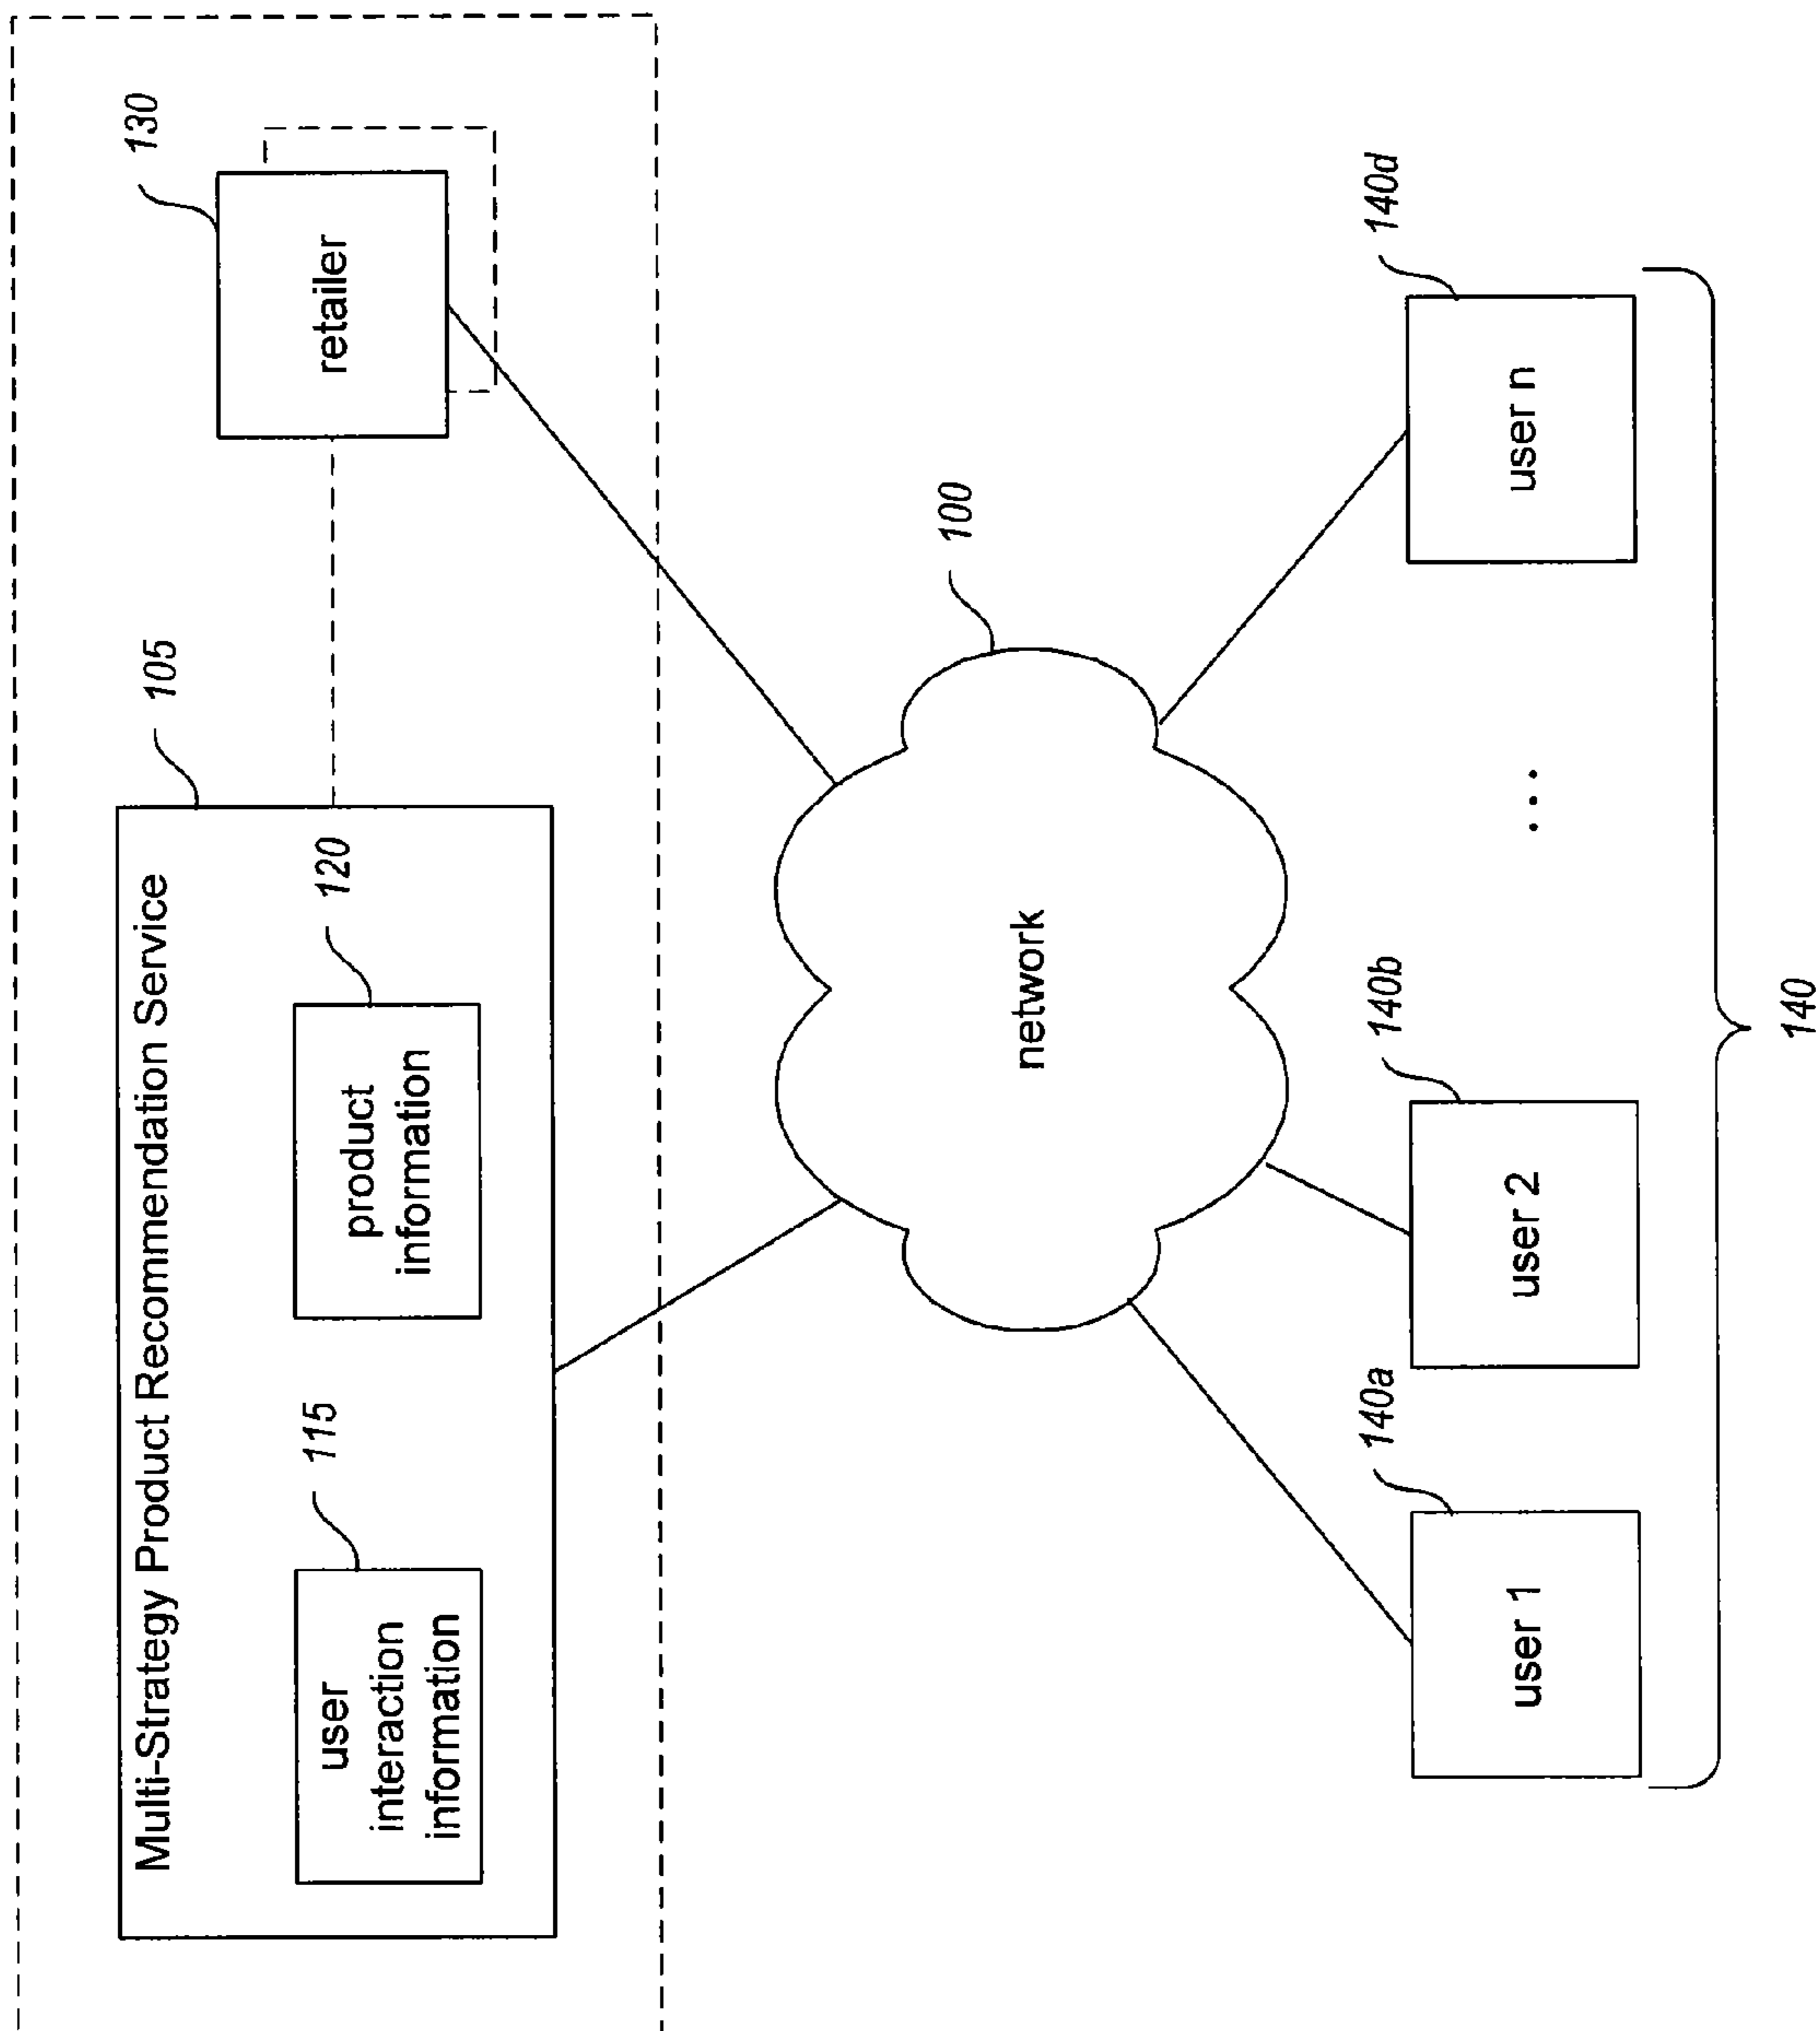 130
105
Multi-Strategy Product Recommendation Service
115
120
user
interaction
information
product
information
retailer
100
network
140a
140b
140d
user 1
user 2
...
user n
140